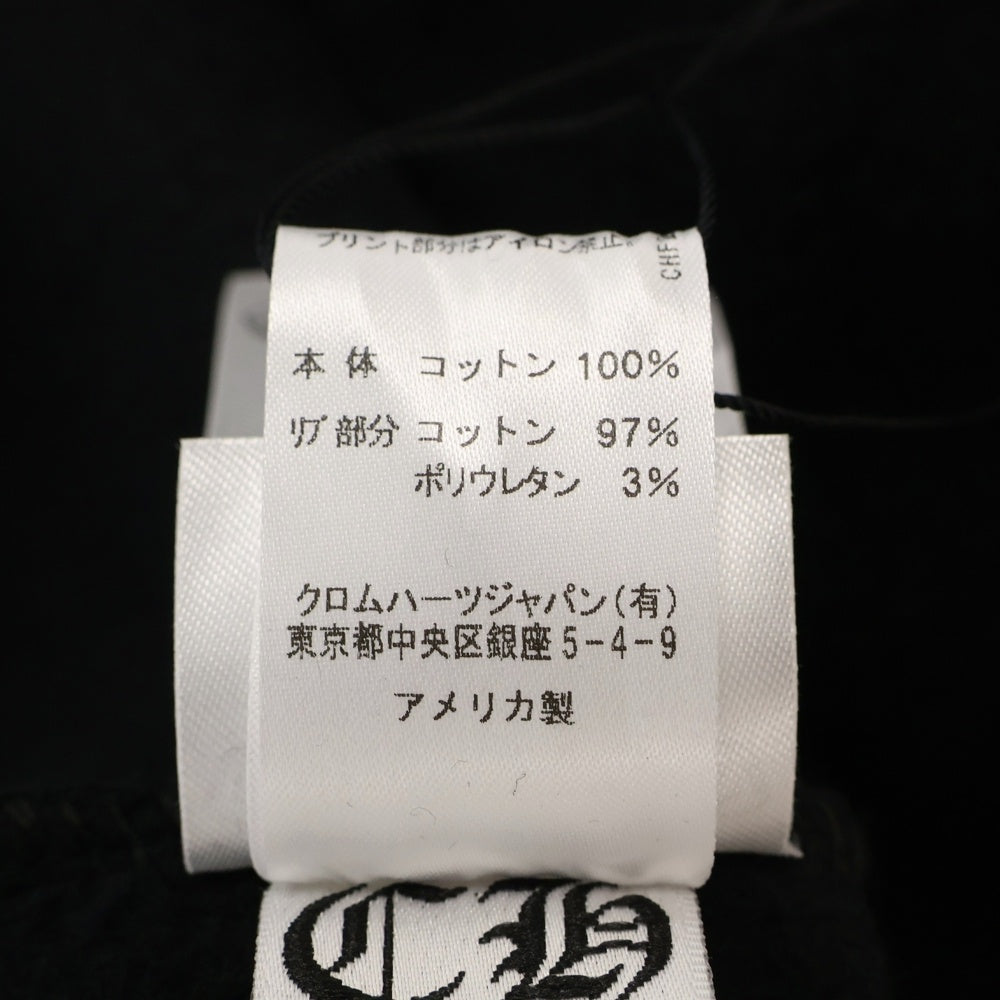 プリント部分はアイロン禁止。
本体 コットン 100%
リブ部分 コットン 97%
ポリウレタン 3%
クロムハーツジャパン(有)
東京都中央区銀座5-4-9
アメリカ製
CH